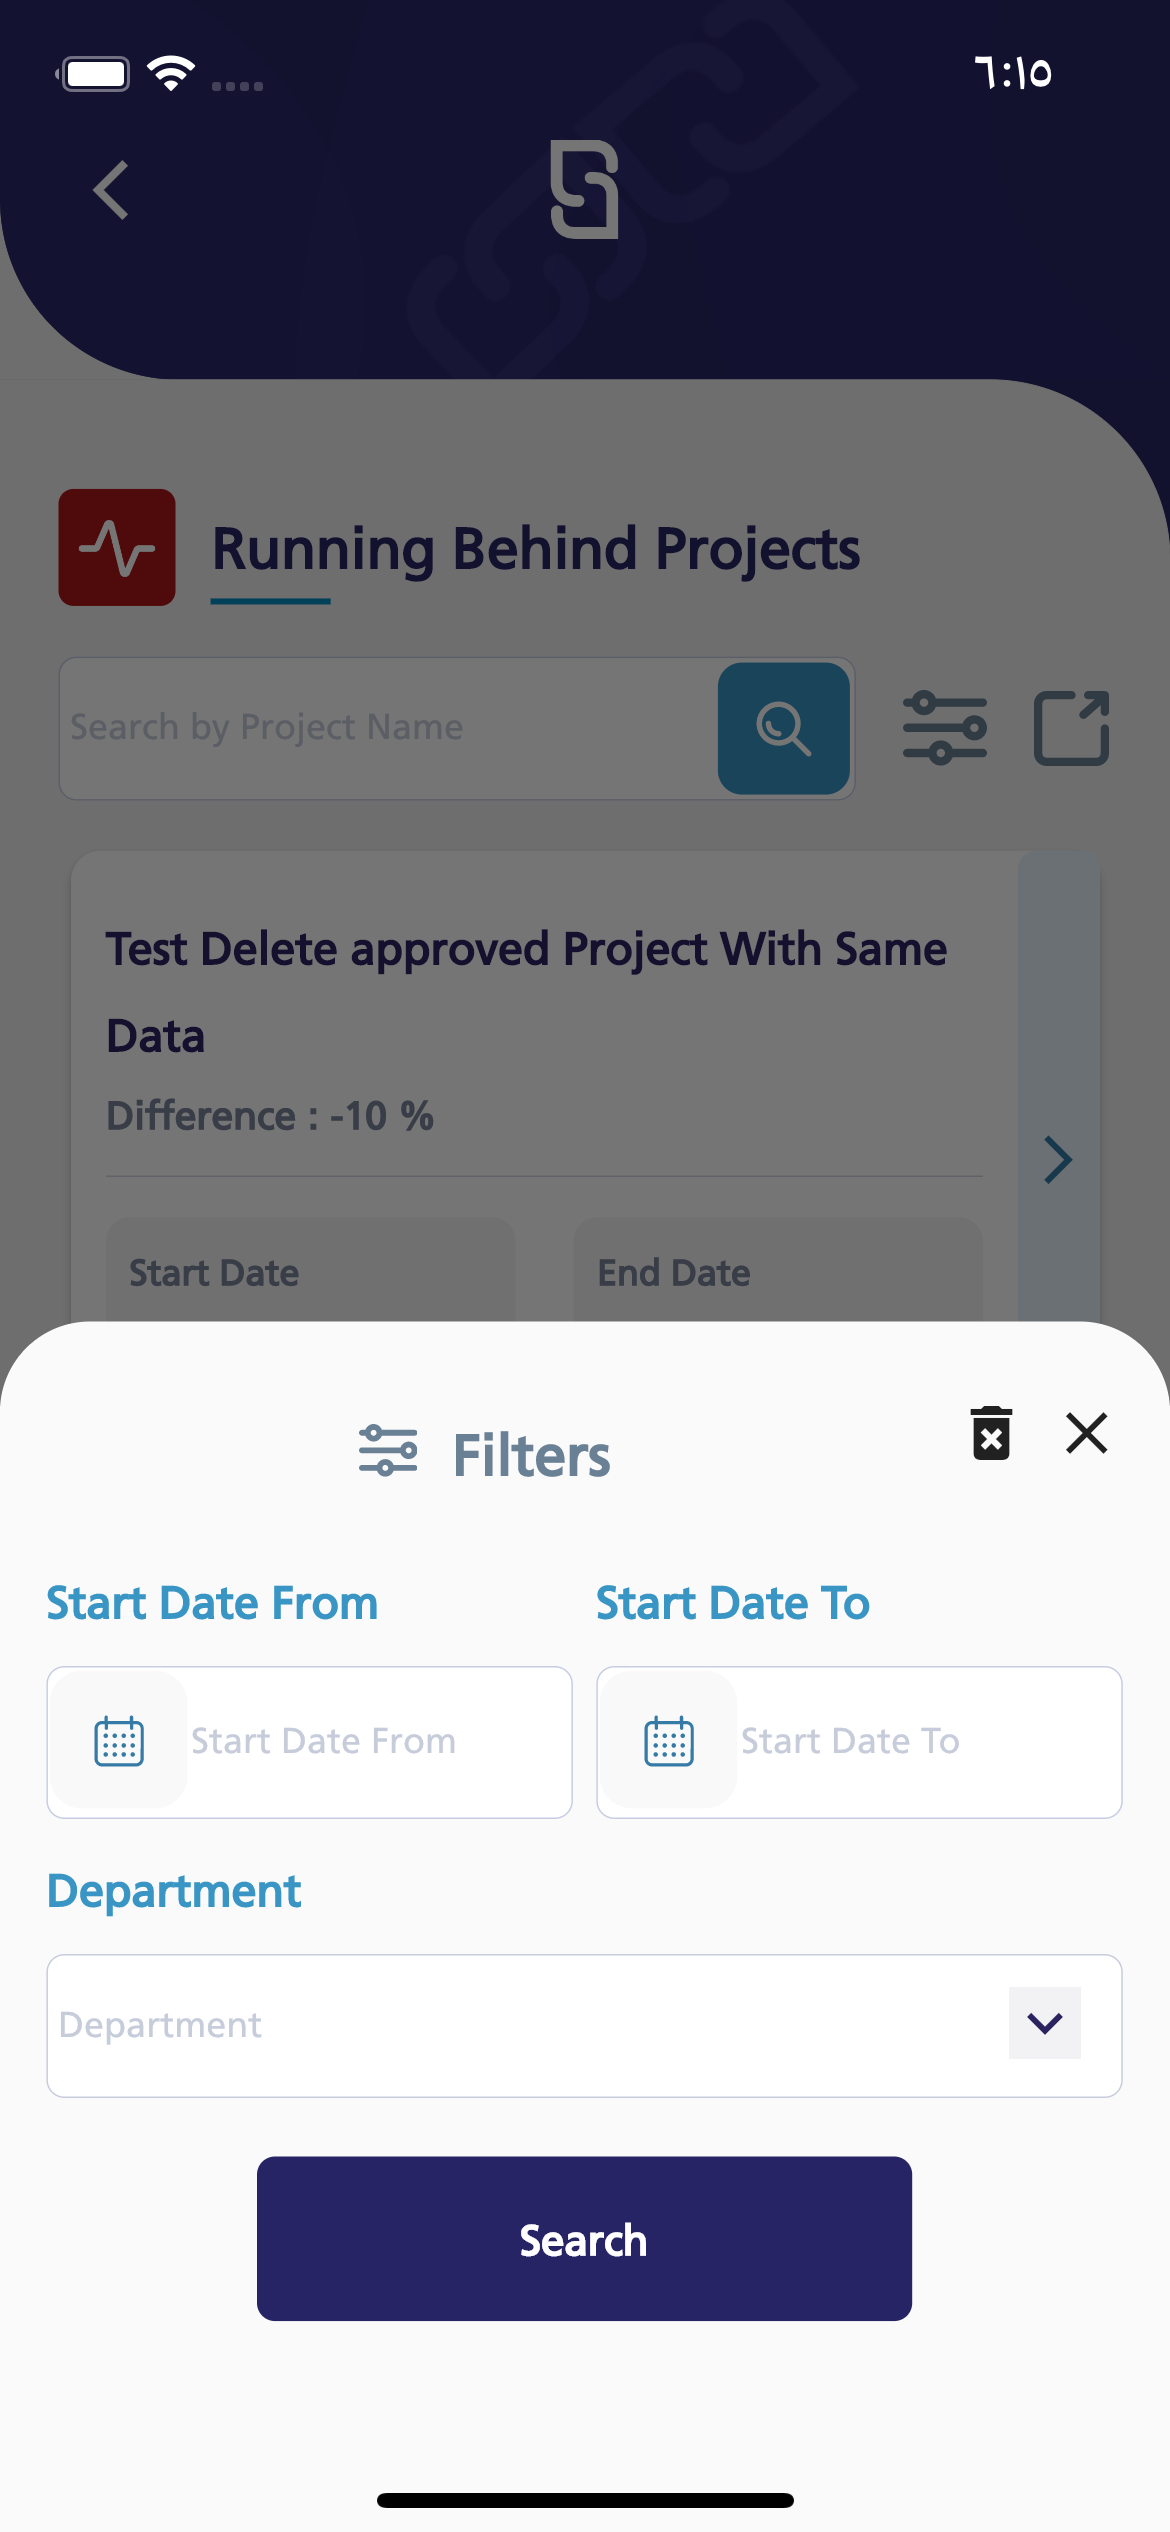 ٦:١٥
Running Behind Projects
Search by Project Name
Test Delete approved Project With Same
Data
Difference : -10 %
Start Date End Date
Filters
Start Date From Start Date To
Start Date From Start Date To
Department
Department
Search